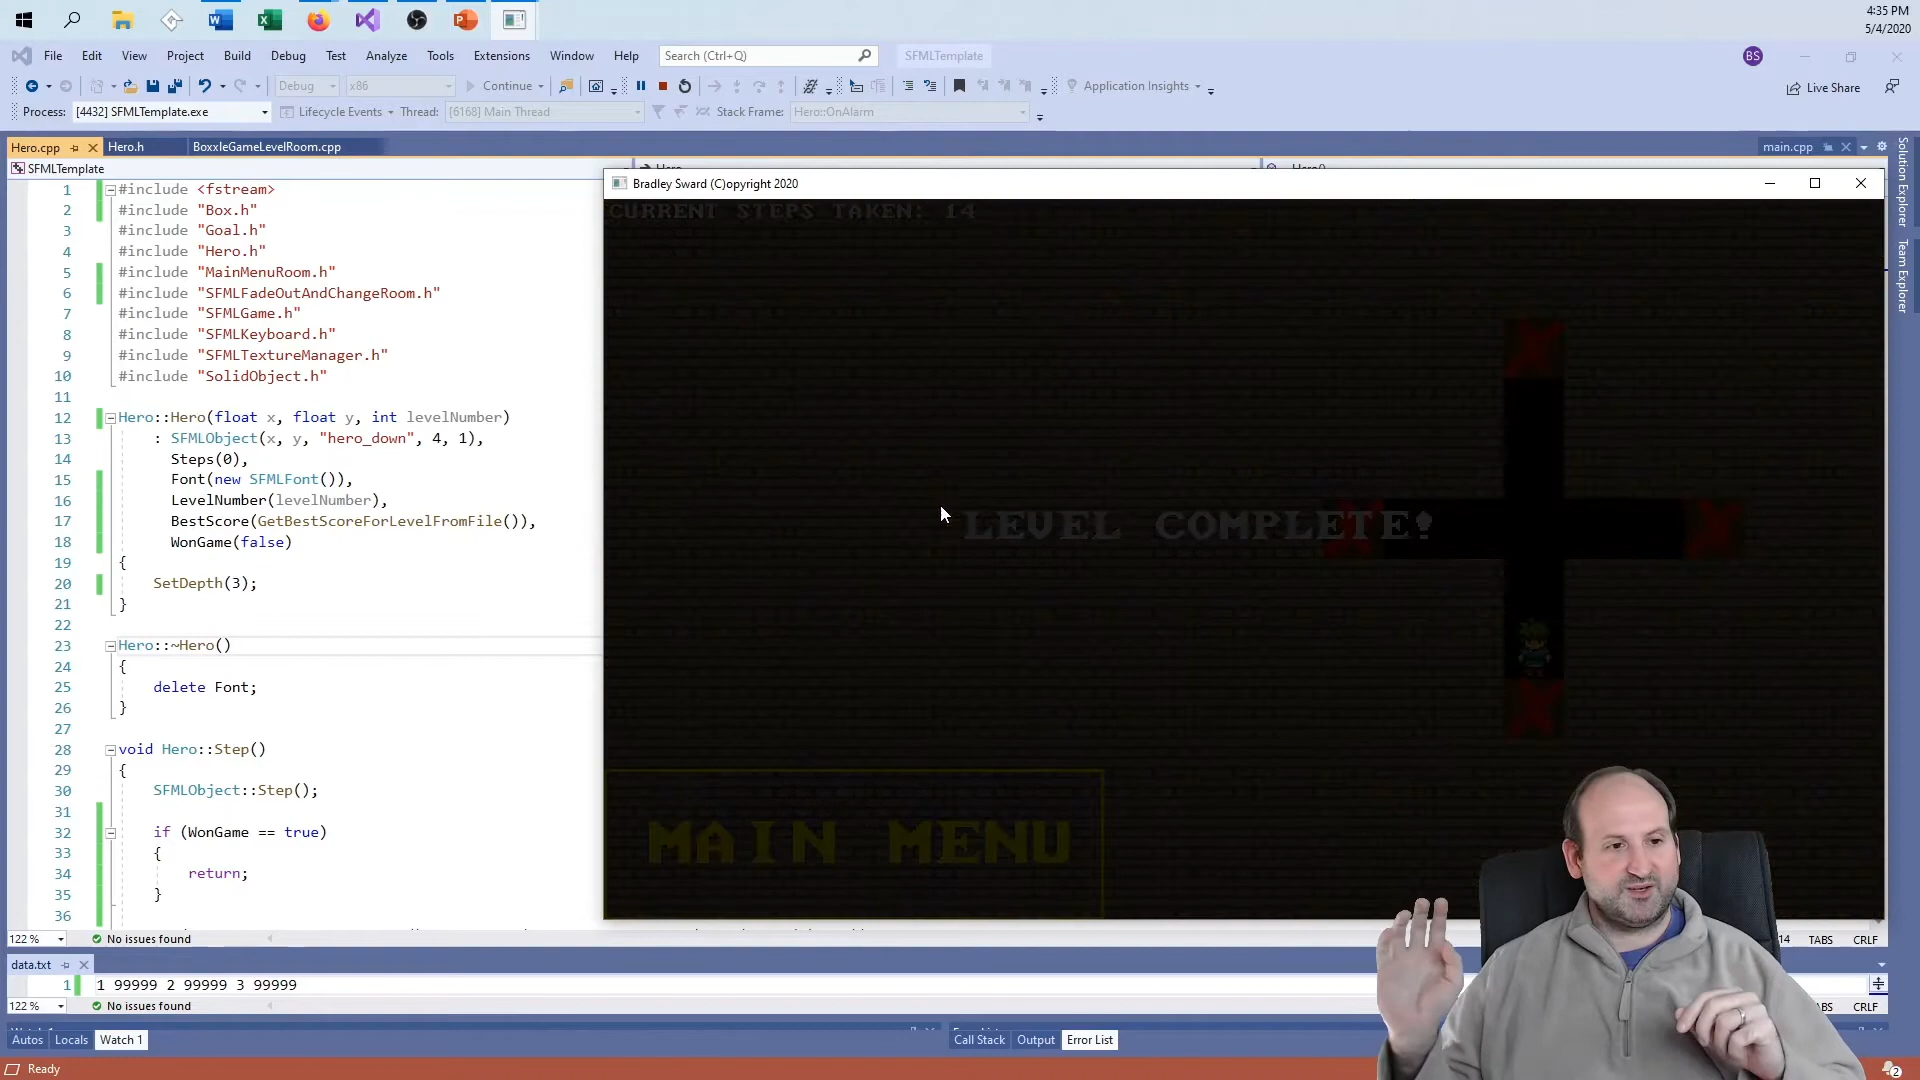 4:35 PM
5/4/2020
File Edit View Project Build Debug Test Analyze Tools Extensions Window Help Search (Ctrl+Q) SFMLTemplate BS
Debug x86 Continue Application Insights Live Share
Process: [4432] SFMLTemplate.exe Lifecycle Events Thread: [6168] Main Thread Stack Frame: Hero::OnAlarm
Hero.cpp Hero.h BoxxleGameLevelRoom.cpp main.cpp
SFMLTemplate
Solution Explorer
Team Explorer
Bradley Sward (C)opyright 2020
CURRENT STEPS TAKEN: 14
LEVEL COMPLETE!
MAIN MENU
1 #include <fstream>
2 #include "Box.h"
3 #include "Goal.h"
4 #include "Hero.h"
5 #include "MainMenuRoom.h"
6 #include "SFMLFadeOutAndChangeRoom.h"
7 #include "SFMLGame.h"
8 #include "SFMLKeyboard.h"
9 #include "SFMLTextureManager.h"
10 #include "SolidObject.h"
11
12 Hero::Hero(float x, float y, int levelNumber)
13 : SFMLObject(x, y, "hero_down", 4, 1),
14 Steps(0),
15 Font(new SFMLFont()),
16 LevelNumber(levelNumber),
17 BestScore(GetBestScoreForLevelFromFile()),
18 WonGame(false)
19 {
20 SetDepth(3);
21 }
22
23 Hero::~Hero()
24 {
25 delete Font;
26 }
27
28 void Hero::Step()
29 {
30 SFMLObject::Step();
31
32 if (WonGame == true)
33 {
34 return;
35 }
36
122 % No issues found 14 TABS CRLF
data.txt
1 1 99999 2 99999 3 99999
122 % No issues found CRLF
Autos Locals Watch 1 Call Stack Output Error List
Ready 2